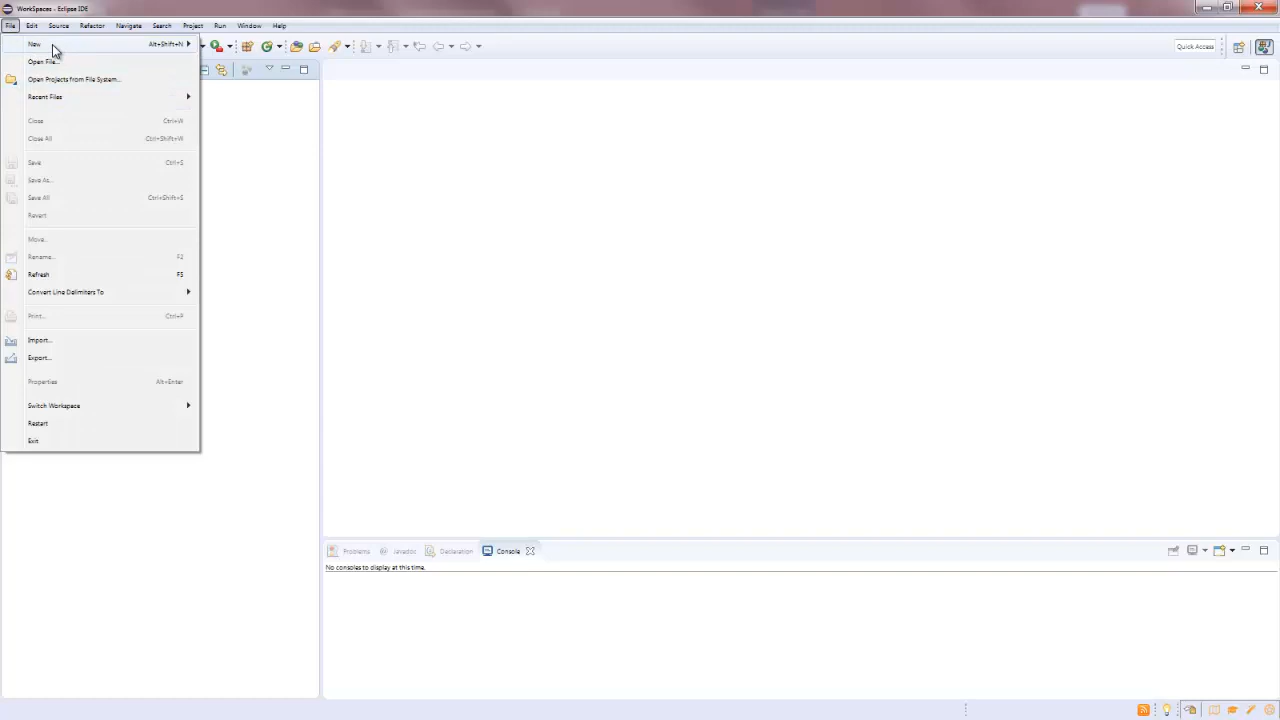 WorkSpaces - Eclipse IDE
File Edit Source Refactor Navigate Search Project Run Window Help
New Alt+Shift+N
Quick Access
Open File...
Open Projects from File System...
Recent Files
Close Ctrl+W
Close All Ctrl+Shift+W
Save Ctrl+S
Save As...
Save All Ctrl+Shift+S
Revert
Move...
Rename... F2
Refresh F5
Convert Line Delimiters To
Print... Ctrl+P
Import...
Export...
Properties Alt+Enter
Switch Workspace
Restart
Exit
Problems @ Javadoc Declaration Console
No consoles to display at this time.